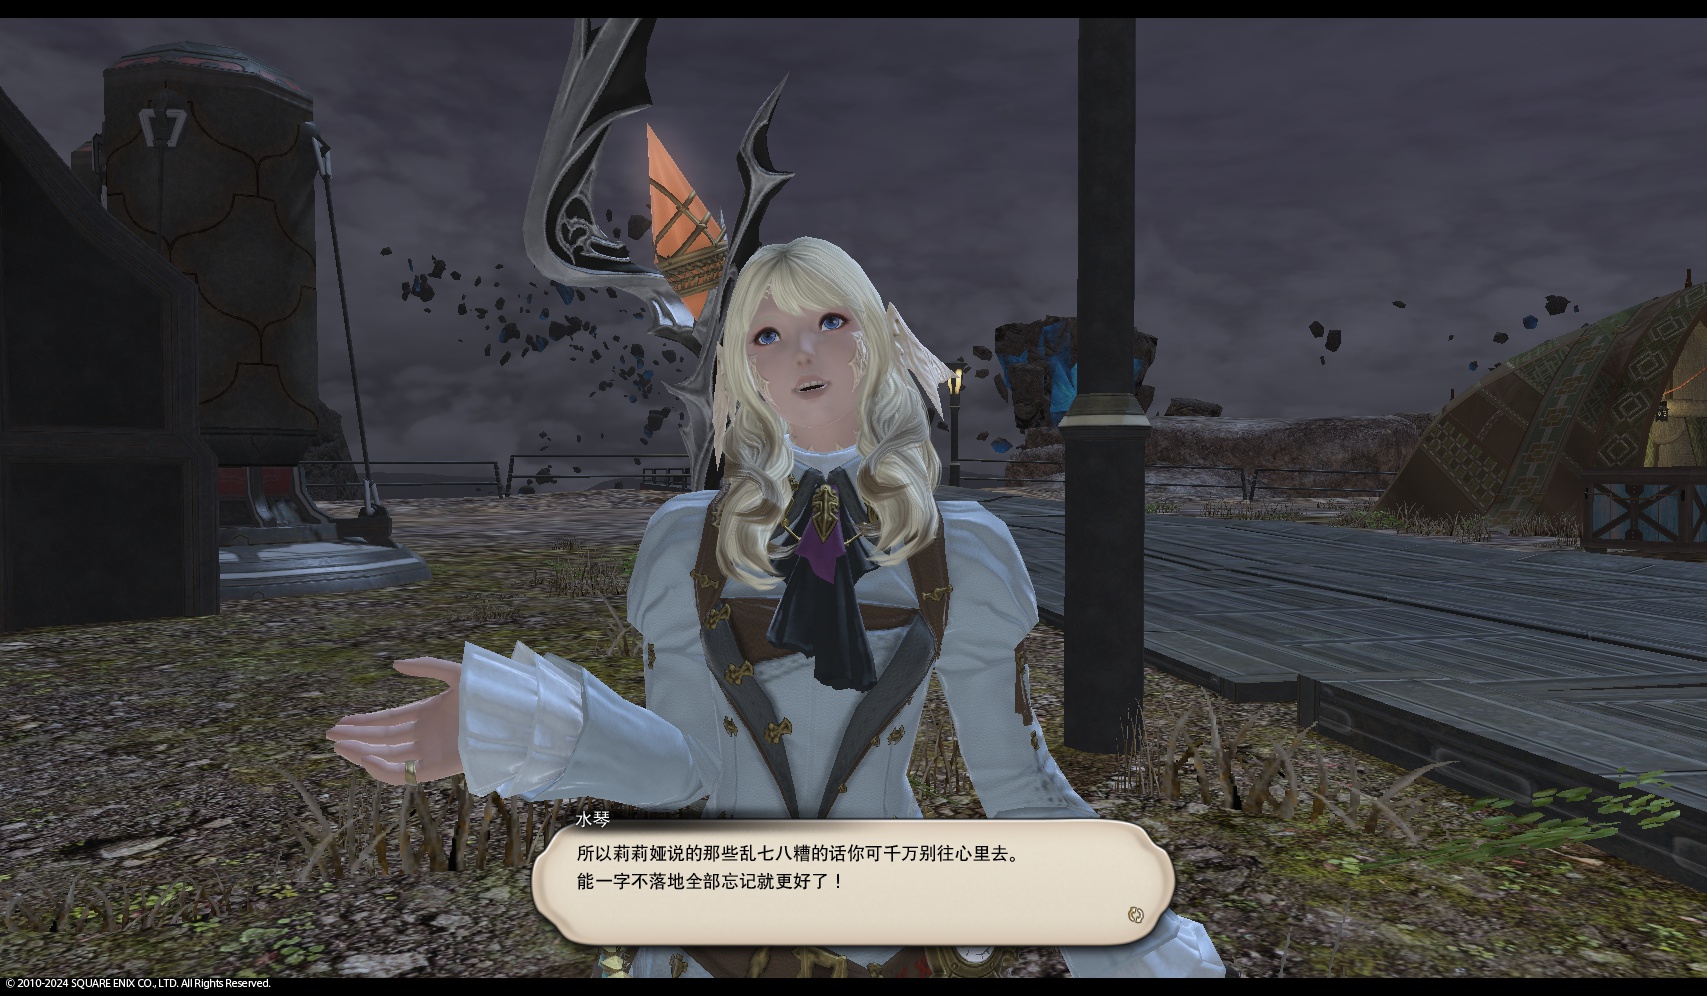 水琴
所以莉莉娅说的那些乱七八糟的话你可千万别往心里去。
能一字不落地全部忘记就更好了！
© 2010-2024 SQUARE ENIX CO., LTD. All Rights Reserved.